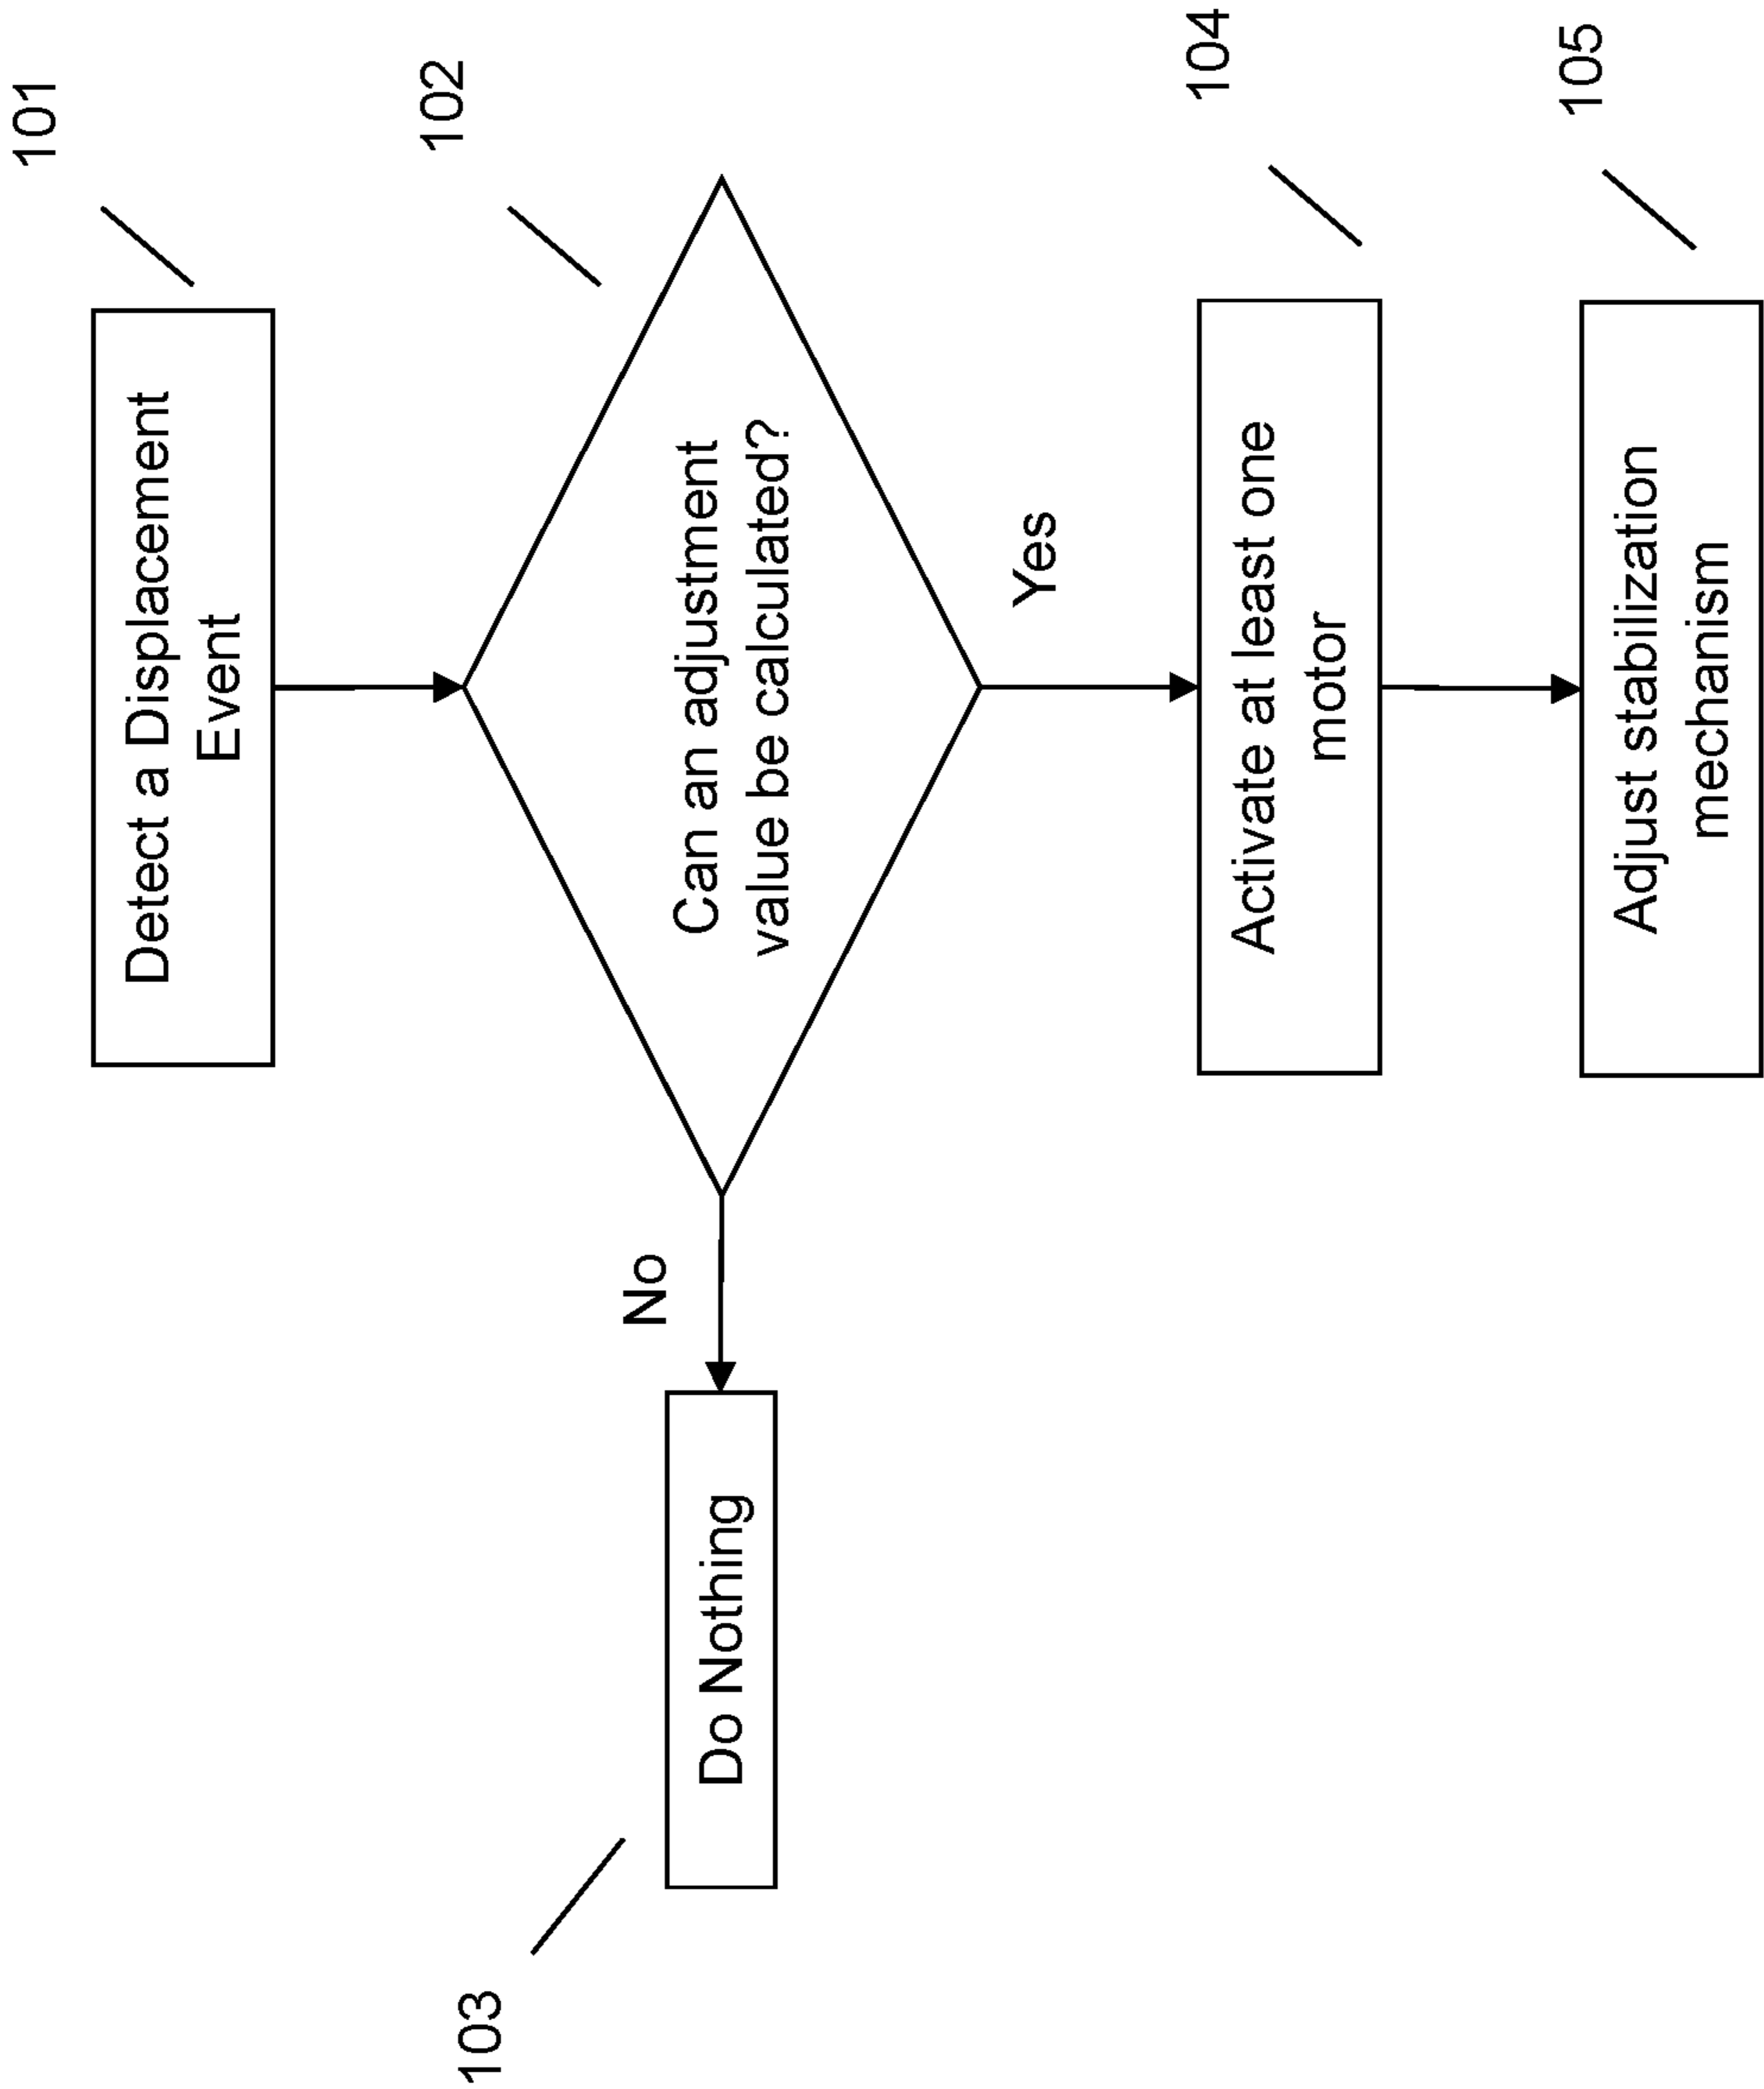 101
Detect a Displacement
Event
102
Can an adjustment
value be calculated?
No
103
Do Nothing
Yes
104
Activate at least one
motor
105
Adjust stabilization
mechanism